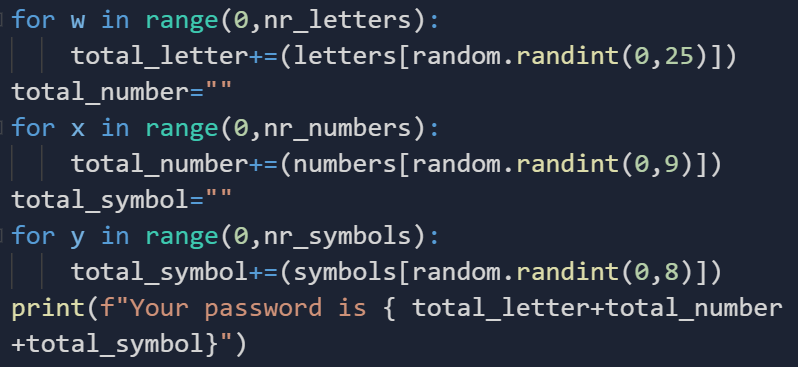 for w in range(0,nr_letters):
    total_letter+=(letters[random.randint(0,25)])
total_number=""
for x in range(0,nr_numbers):
    total_number+=(numbers[random.randint(0,9)])
total_symbol=""
for y in range(0,nr_symbols):
    total_symbol+=(symbols[random.randint(0,8)])
print(f"Your password is { total_letter+total_number
+total_symbol}")